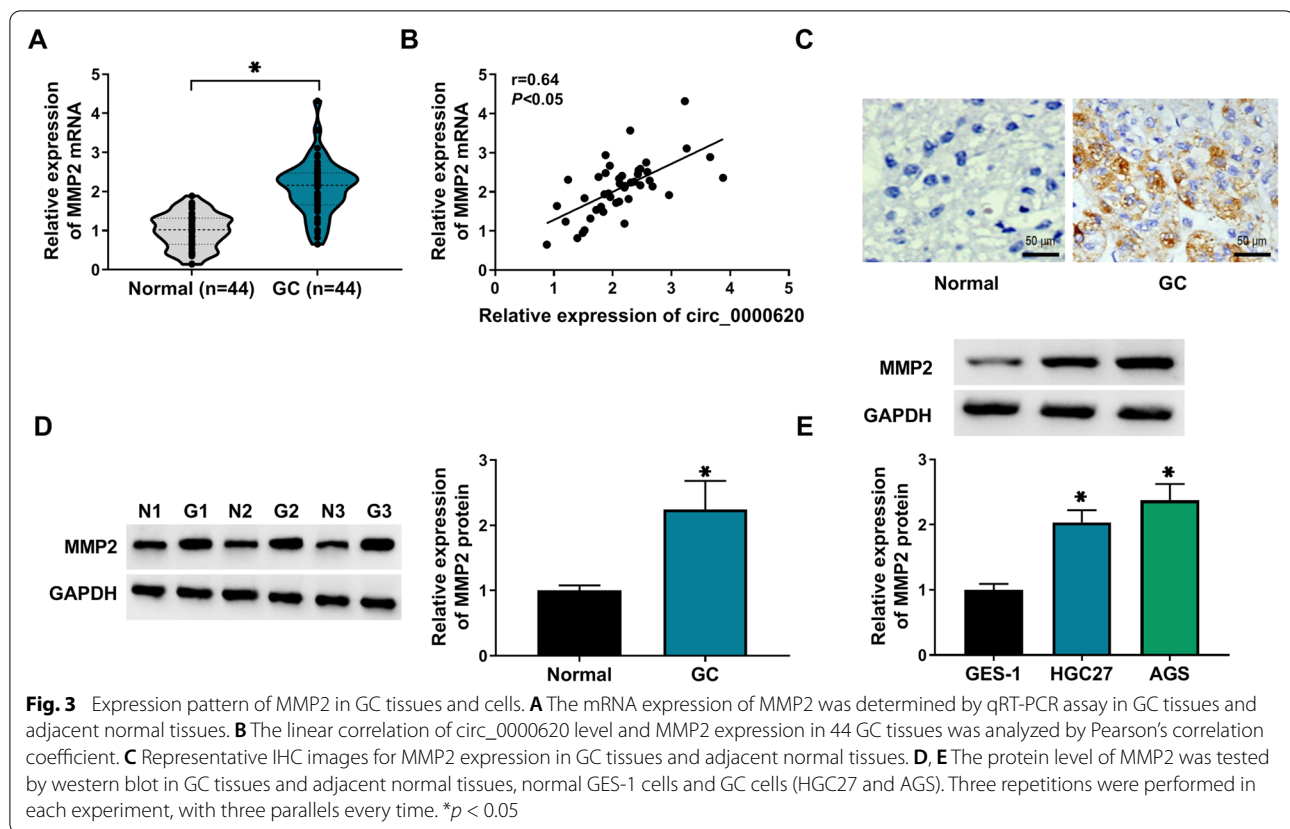 A
*
Relative expression
of MMP2 mRNA
5
4
3
2
1
0
Normal (n=44) GC (n=44)
B
r=0.64
P<0.05
Relative expression
of MMP2 mRNA
5
4
3
2
1
0
0 1 2 3 4 5
Relative expression of circ_0000620
C
50 µm
50 µm
Normal GC
D
N1 G1 N2 G2 N3 G3
MMP2
GAPDH
Relative expression
of MMP2 protein
3
2
1
0
*
Normal GC
MMP2
GAPDH
E
Relative expression
of MMP2 protein
3
2
1
0
*
*
GES-1 HGC27 AGS
Fig. 3 Expression pattern of MMP2 in GC tissues and cells. A The mRNA expression of MMP2 was determined by qRT-PCR assay in GC tissues and
adjacent normal tissues. B The linear correlation of circ_0000620 level and MMP2 expression in 44 GC tissues was analyzed by Pearson's correlation
coefficient. C Representative IHC images for MMP2 expression in GC tissues and adjacent normal tissues. D, E The protein level of MMP2 was tested
by western blot in GC tissues and adjacent normal tissues, normal GES-1 cells and GC cells (HGC27 and AGS). Three repetitions were performed in
each experiment, with three parallels every time. *p < 0.05